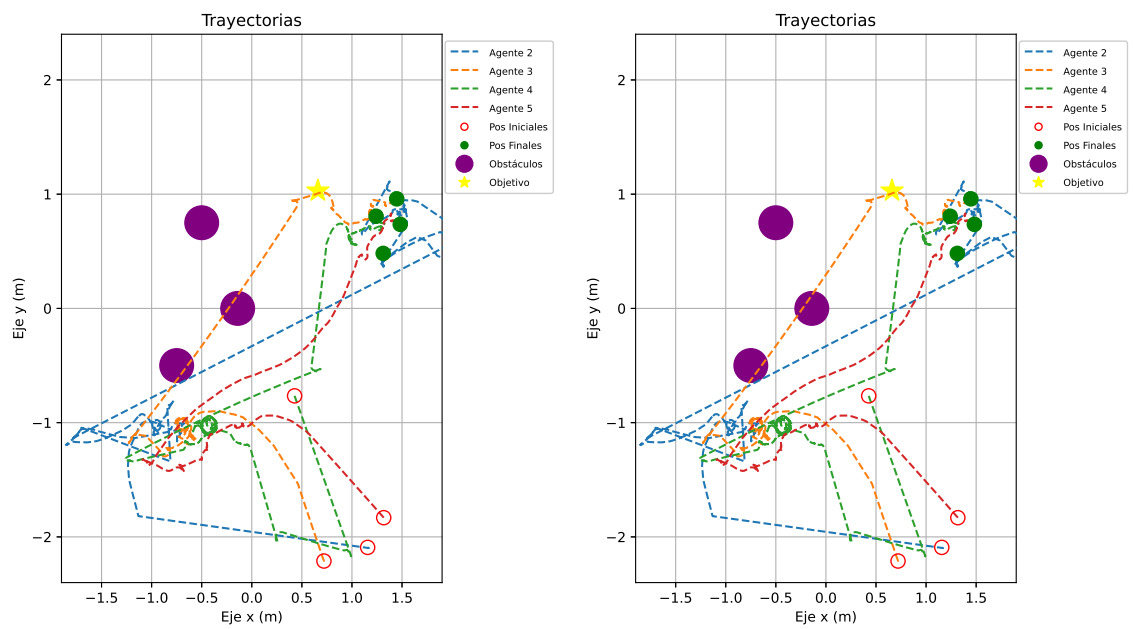 Trayectorias
Eje y (m)
2
1
0
−1
−2
−1.5 −1.0 −0.5 0.0 0.5 1.0 1.5
Eje x (m)
Agente 2
Agente 3
Agente 4
Agente 5
Pos Iniciales
Pos Finales
Obstáculos
Objetivo
Trayectorias
Eje y (m)
2
1
0
−1
−2
−1.5 −1.0 −0.5 0.0 0.5 1.0 1.5
Eje x (m)
Agente 2
Agente 3
Agente 4
Agente 5
Pos Iniciales
Pos Finales
Obstáculos
Objetivo